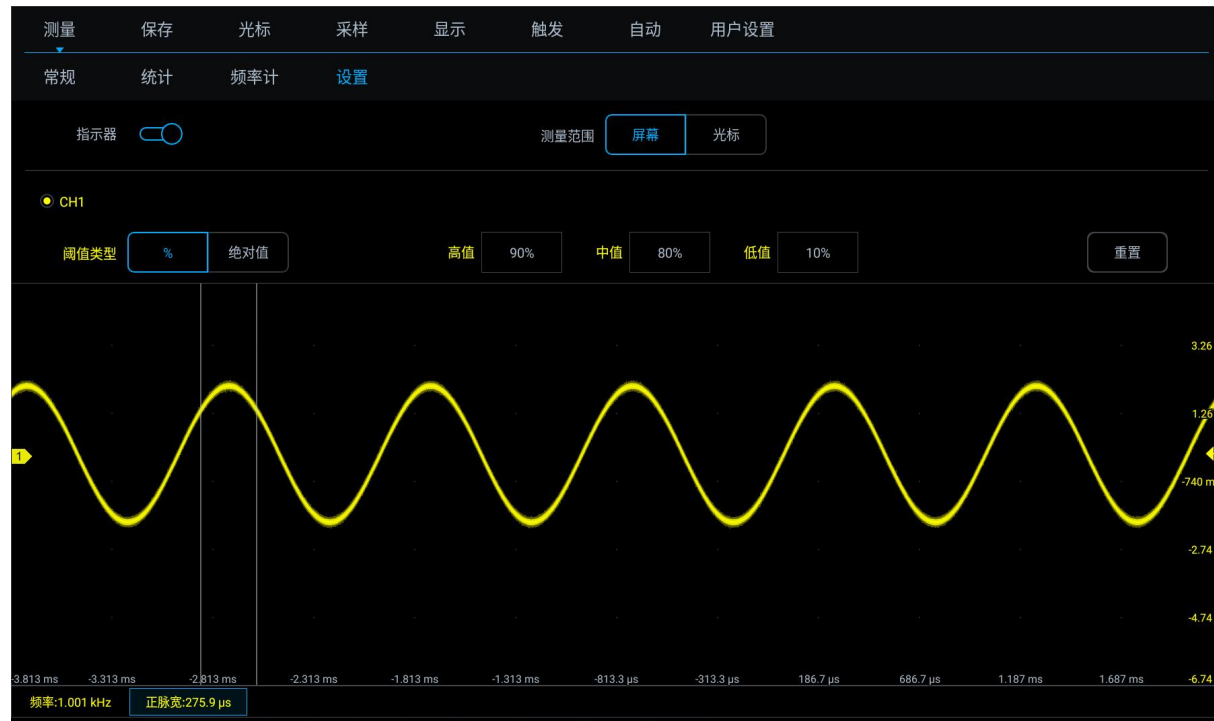 测量 保存 光标 采样 显示 触发 自动 用户设置
常规 统计 频率计 设置
指示器 测量范围 屏幕 光标
CH1
阈值类型 % 绝对值 高值 90% 中值 80% 低值 10% 重置
3.26
1.26
1
-740 m
-2.74
-4.74
-3.813 ms -3.313 ms -2.813 ms -2.313 ms -1.813 ms -1.313 ms -813.3 µs -313.3 µs 186.7 µs 686.7 µs 1.187 ms 1.687 ms -6.74
频率:1.001 kHz 正脉宽:275.9 µs